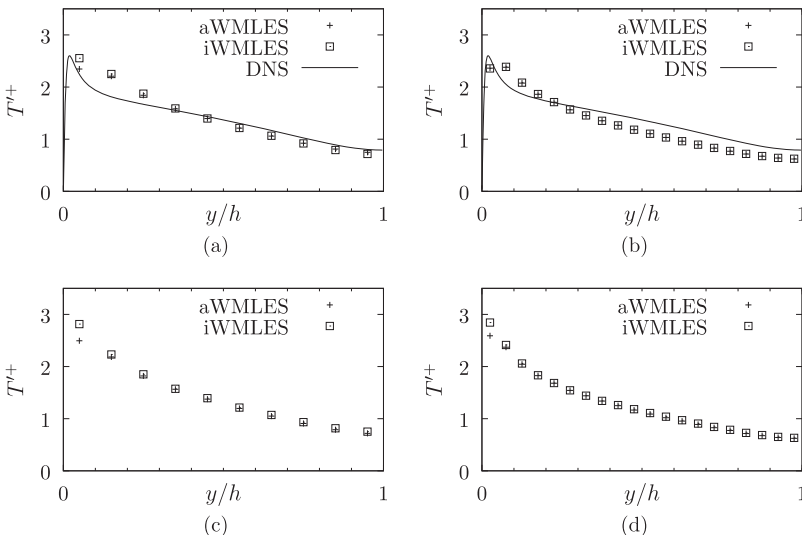 3
2
1
0
T′+
aWMLES
iWMLES
DNS
0
1
y/h
(a)
3
2
1
0
T′+
aWMLES
iWMLES
DNS
0
1
y/h
(b)
3
2
1
0
T′+
aWMLES
iWMLES
0
1
y/h
(c)
3
2
1
0
T′+
aWMLES
iWMLES
0
1
y/h
(d)